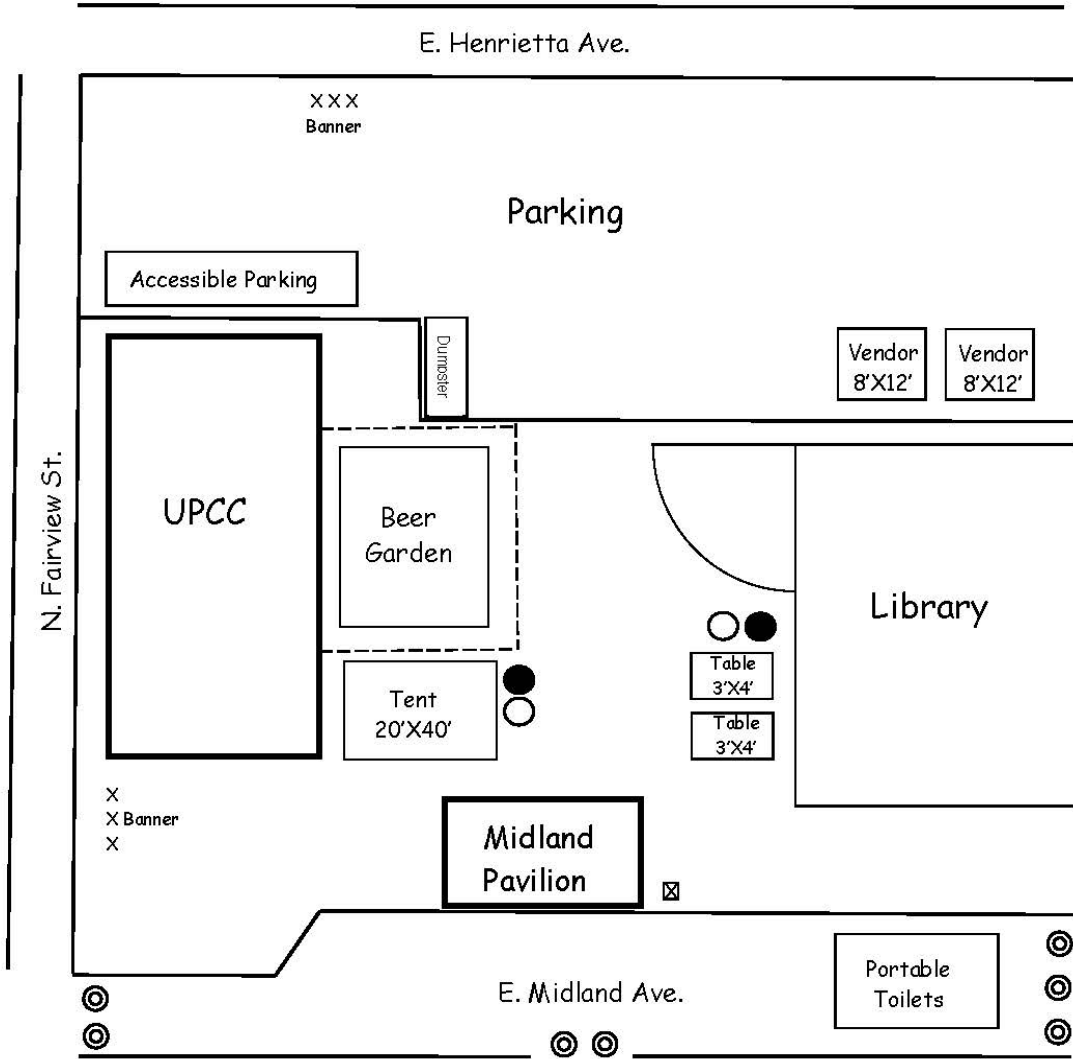 E. Henrietta Ave.
X X X
Banner
Parking
Accessible Parking
Dumpster
Vendor
8'X12'
Vendor
8'X12'
N. Fairview St.
UPCC
Beer
Garden
Library
Table
3'X4'
Tent
20'X40'
Table
3'X4'
X
X Banner
X
Midland
Pavilion
X
Portable
Toilets
E. Midland Ave.